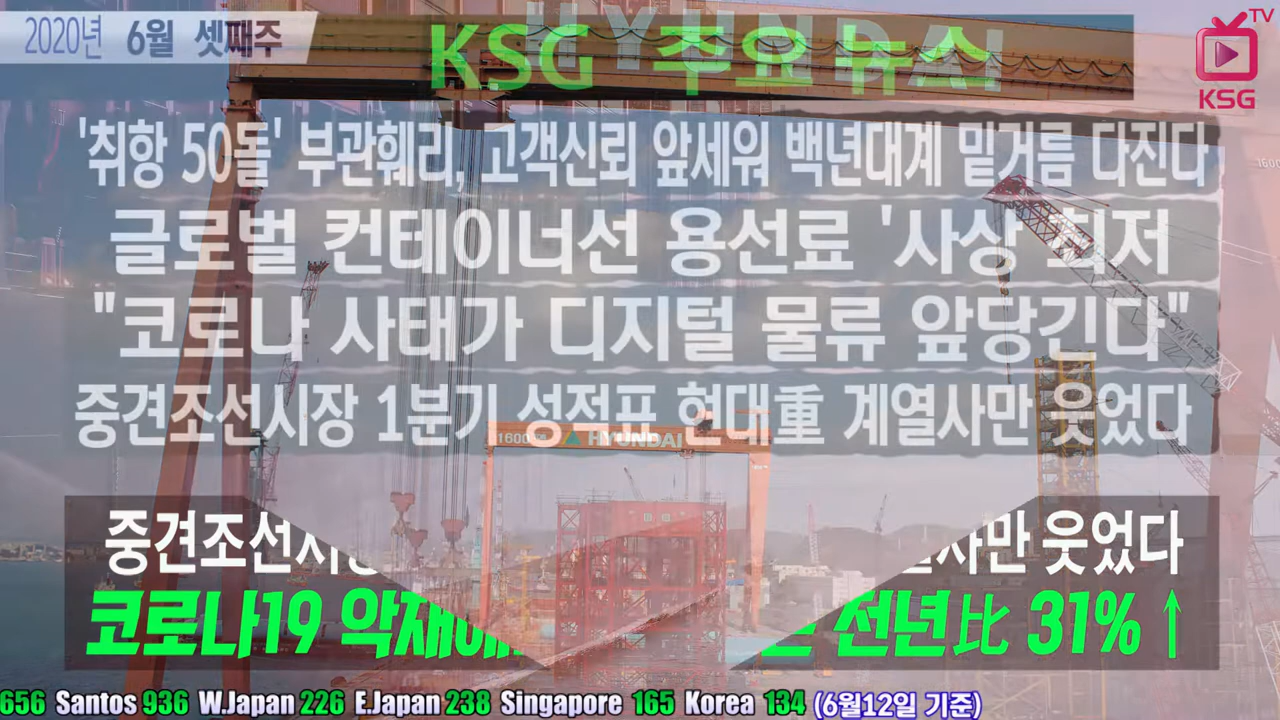 2020년 6월 셋째주
KSG 주요뉴스
TV
KSG
'취항 50돌' 부관훼리, 고객신뢰 앞세워 백년대계 밑거름 다진다
글로벌 컨테이너선 용선료 '사상 최저
"코로나 사태가 디지털 물류 앞당긴다"
중견조선시장 1분기 성적표 현대重 계열사만 웃었다
1600 HYUNDAI
중견조선시 사만 웃었다
코로나19 악재에 전년比 31%↑
656 Santos 936 W.Japan 226 E.Japan 238 Singapore 165 Korea 134 (6월12일 기준)